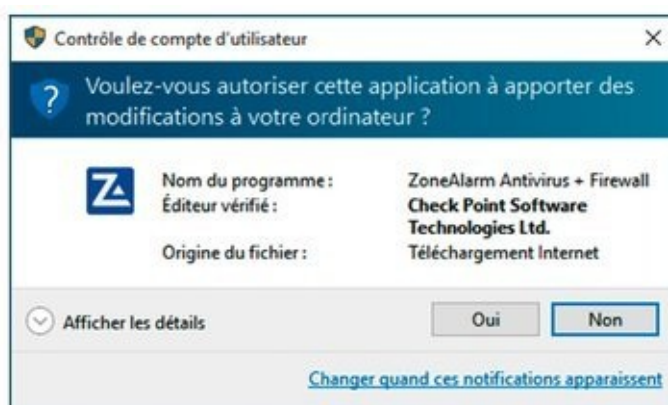 Contrôle de compte d'utilisateur
Voulez-vous autoriser cette application à apporter des
modifications à votre ordinateur ?
Nom du programme : ZoneAlarm Antivirus + Firewall
Éditeur vérifié : Check Point Software
Technologies Ltd.
Origine du fichier : Téléchargement Internet
Afficher les détails
Oui
Non
Changer quand ces notifications apparaissent